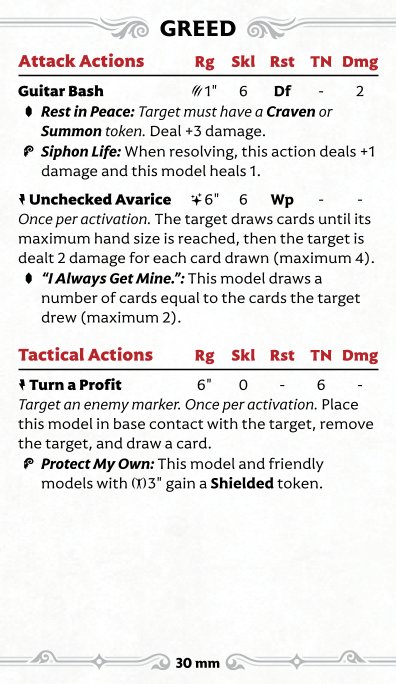 GREED
Attack Actions Rg Skl Rst TN Dmg
Guitar Bash 1" 6 Df - 2
Rest in Peace: Target must have a Craven or
Summon token. Deal +3 damage.
Siphon Life: When resolving, this action deals +1
damage and this model heals 1.
Unchecked Avarice 6" 6 Wp - -
Once per activation. The target draws cards until its
maximum hand size is reached, then the target is
dealt 2 damage for each card drawn (maximum 4).
“I Always Get Mine.”: This model draws a
number of cards equal to the cards the target
drew (maximum 2).
Tactical Actions Rg Skl Rst TN Dmg
Turn a Profit 6" 0 - 6 -
Target an enemy marker. Once per activation. Place
this model in base contact with the target, remove
the target, and draw a card.
Protect My Own: This model and friendly
models with 3" gain a Shielded token.
30 mm